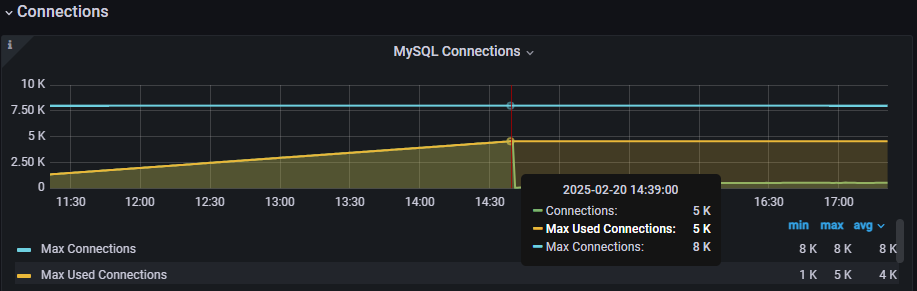 Connections
i
MySQL Connections
10 K
7.50 K
5 K
2.50 K
0
11:30 12:00 12:30 13:00 13:30 14:00 14:30 16:30 17:00
2025-02-20 14:39:00
Connections: 5 K
Max Used Connections: 5 K
Max Connections: 8 K
min max avg
Max Connections 8 K 8 K 8 K
Max Used Connections 1 K 5 K 4 K